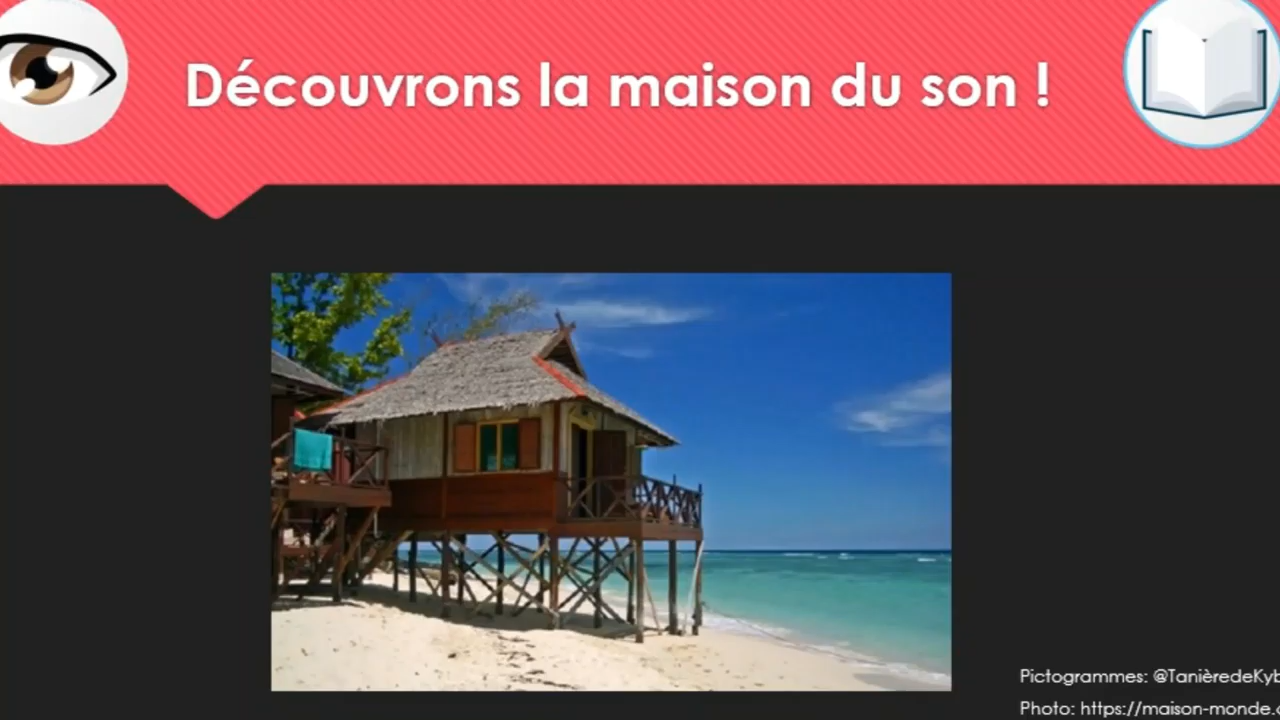 Découvrons la maison du son !
Pictogrammes: @TanièredeKyb
Photo: https://maison-monde.